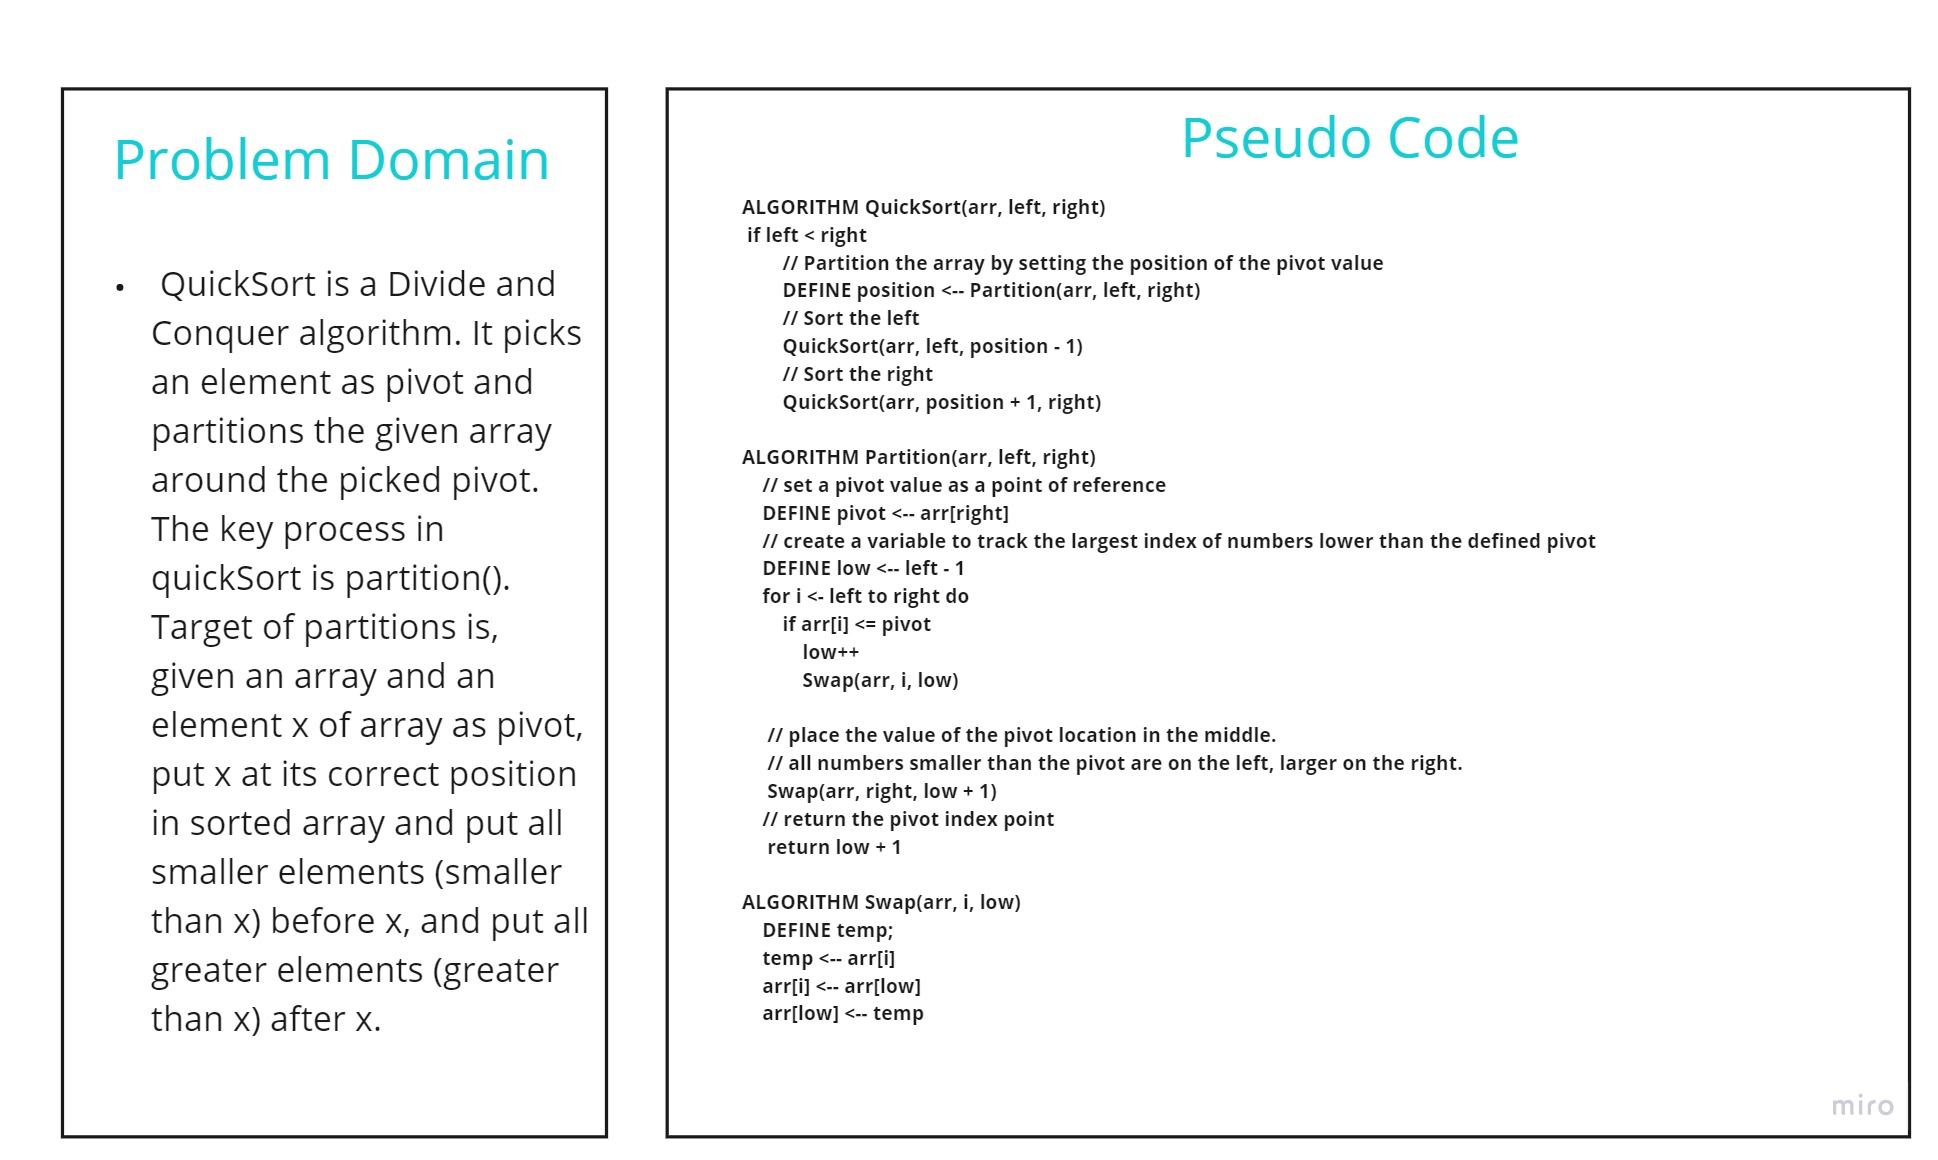 Problem Domain
• QuickSort is a Divide and
Conquer algorithm. It picks
an element as pivot and
partitions the given array
around the picked pivot.
The key process in
quickSort is partition().
Target of partitions is,
given an array and an
element x of array as pivot,
put x at its correct position
in sorted array and put all
smaller elements (smaller
than x) before x, and put all
greater elements (greater
than x) after x.
Pseudo Code
ALGORITHM QuickSort(arr, left, right)
if left < right
// Partition the array by setting the position of the pivot value
DEFINE position <-- Partition(arr, left, right)
// Sort the left
QuickSort(arr, left, position - 1)
// Sort the right
QuickSort(arr, position + 1, right)
ALGORITHM Partition(arr, left, right)
// set a pivot value as a point of reference
DEFINE pivot <-- arr[right]
// create a variable to track the largest index of numbers lower than the defined pivot
DEFINE low <-- left - 1
for i <- left to right do
if arr[i] <= pivot
low++
Swap(arr, i, low)
// place the value of the pivot location in the middle.
// all numbers smaller than the pivot are on the left, larger on the right.
Swap(arr, right, low + 1)
// return the pivot index point
return low + 1
ALGORITHM Swap(arr, i, low)
DEFINE temp;
temp <-- arr[i]
arr[i] <-- arr[low]
arr[low] <-- temp
miro